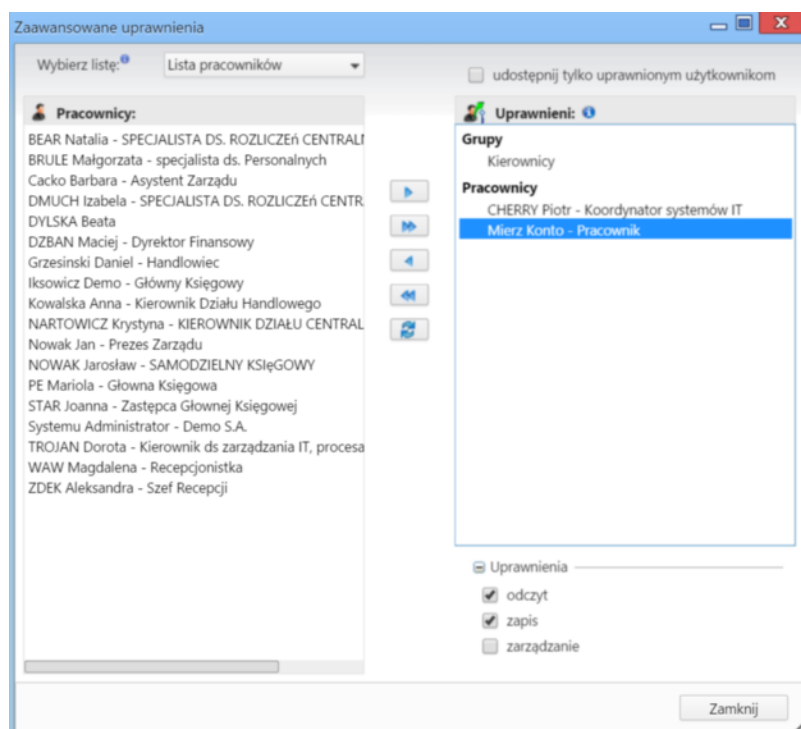 Zaawansowane uprawnienia
Wybierz listę:
Lista pracowników
udostępnij tylko uprawnionym użytkownikom
Pracownicy:
BEAR Natalia - SPECJALISTA DS. ROZLICZEń CENTRALN
BRULE Małgorzata - specjalista ds. Personalnych
Cacko Barbara - Asystent Zarządu
DMUCH Izabela - SPECJALISTA DS. ROZLICZEń CENTR
DYLSKA Beata
DZBAN Maciej - Dyrektor Finansowy
Grzesinski Daniel - Handlowiec
Iksowicz Demo - Główny Księgowy
Kowalska Anna - Kierownik Działu Handlowego
NARTOWICZ Krystyna - KIEROWNIK DZIAŁU CENTRAL
Nowak Jan - Prezes Zarządu
NOWAK Jarosław - SAMODZIELNY KSIęGOWY
PE Mariola - Głowna Księgowa
STAR Joanna - Zastępca Głownej Księgowej
Systemu Administrator - Demo S.A.
TROJAN Dorota - Kierownik ds zarządzania IT, procesa
WAW Magdalena - Recepcjonistka
ZDEK Aleksandra - Szef Recepcji
Uprawnieni:
Grupy
Kierownicy
Pracownicy
CHERRY Piotr - Koordynator systemów IT
Mierz Konto - Pracownik
Uprawnienia
odczyt
zapis
zarządzanie
Zamknij